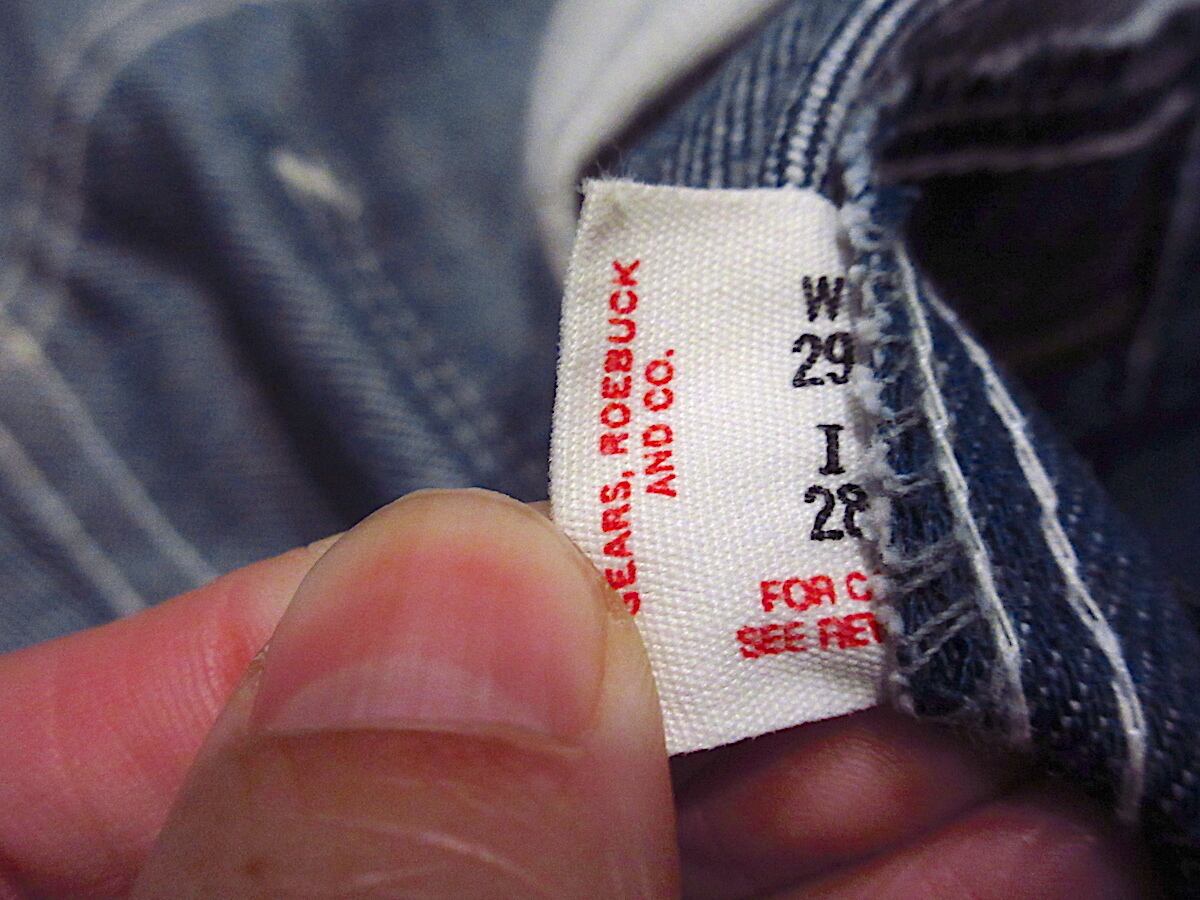 SEARS, ROEBUCK
AND CO.
W
29
I
28
FOR C
SEE REV